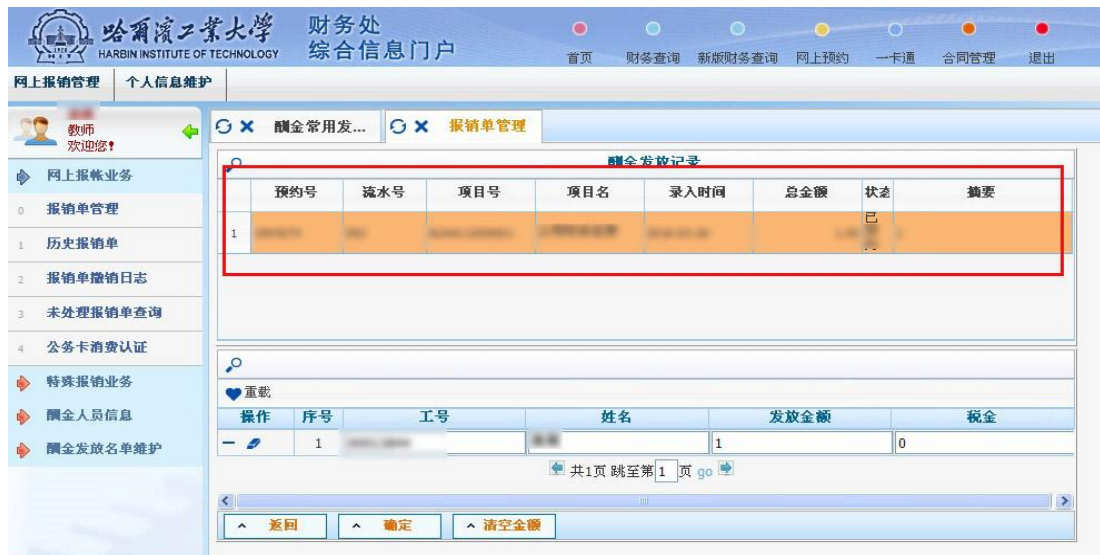 哈爾濱工業大學
HARBIN INSTITUTE OF TECHNOLOGY
财务处
综合信息门户
首页 财务查询 新版财务查询 网上预约 一卡通 合同管理 退出
网上报销管理 个人信息维护
教师
欢迎您!
酬金常用发... 报销单管理
网上报帐业务
0 报销单管理
1 历史报销单
2 报销单撤销日志
3 未处理报销单查询
4 公务卡消费认证
特殊报销业务
酬金人员信息
酬金发放名单维护
酬金发放记录
预约号 流水号 项目号 项目名 录入时间 总金额 状态 摘要
1 已
重载
操作 序号 工号 姓名 发放金额 税金
1 1 0
共1页 跳至第 1 页 go
返回 确定 清空金额